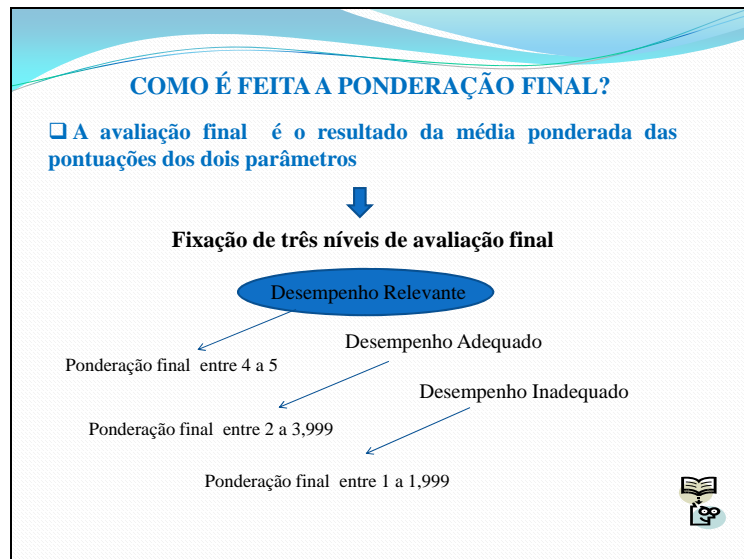 COMO É FEITA A PONDERAÇÃO FINAL?
❑ A avaliação final é o resultado da média ponderada das
pontuações dos dois parâmetros
Fixação de três níveis de avaliação final
Desempenho Relevante
Desempenho Adequado
Ponderação final entre 4 a 5
Desempenho Inadequado
Ponderação final entre 2 a 3,999
Ponderação final entre 1 a 1,999